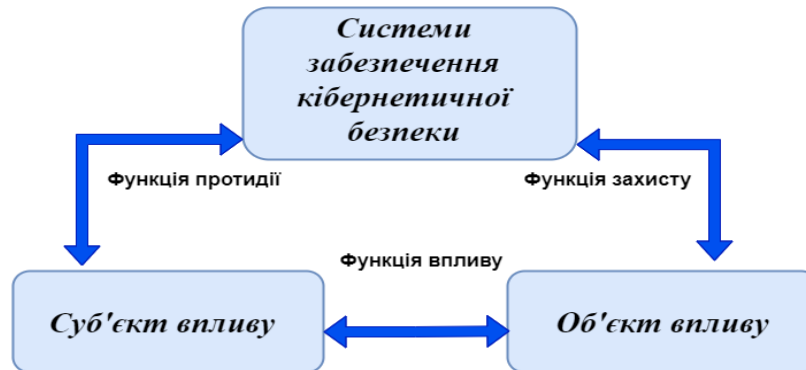 Системи
забезпечення
кібернетичної
безпеки
Функція протидії
Функція захисту
Функція впливу
Суб'єкт впливу
Об'єкт впливу